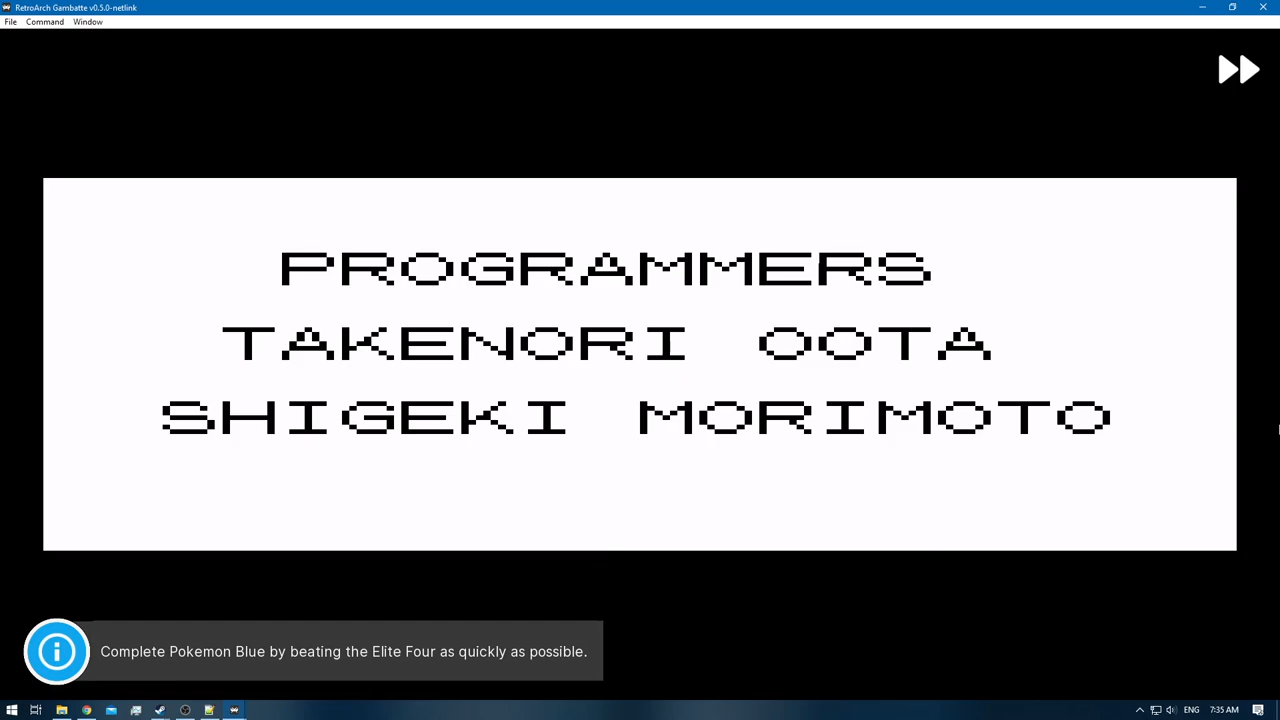 RetroArch Gambatte v0.5.0-netlink
File Command Window
PROGRAMMERS
TAKENORI OOTA
SHIGEKI MORIMOTO
Complete Pokemon Blue by beating the Elite Four as quickly as possible.
ENG 7:35 AM